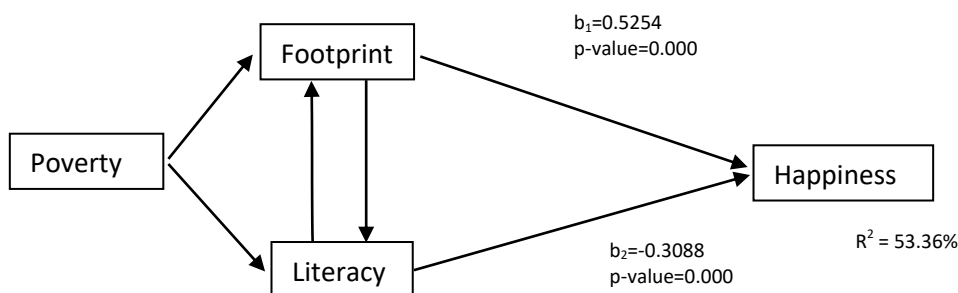 b₁=0.5254
p-value=0.000
Footprint
Poverty
Happiness
R² = 53.36%
b₂=-0.3088
p-value=0.000
Literacy